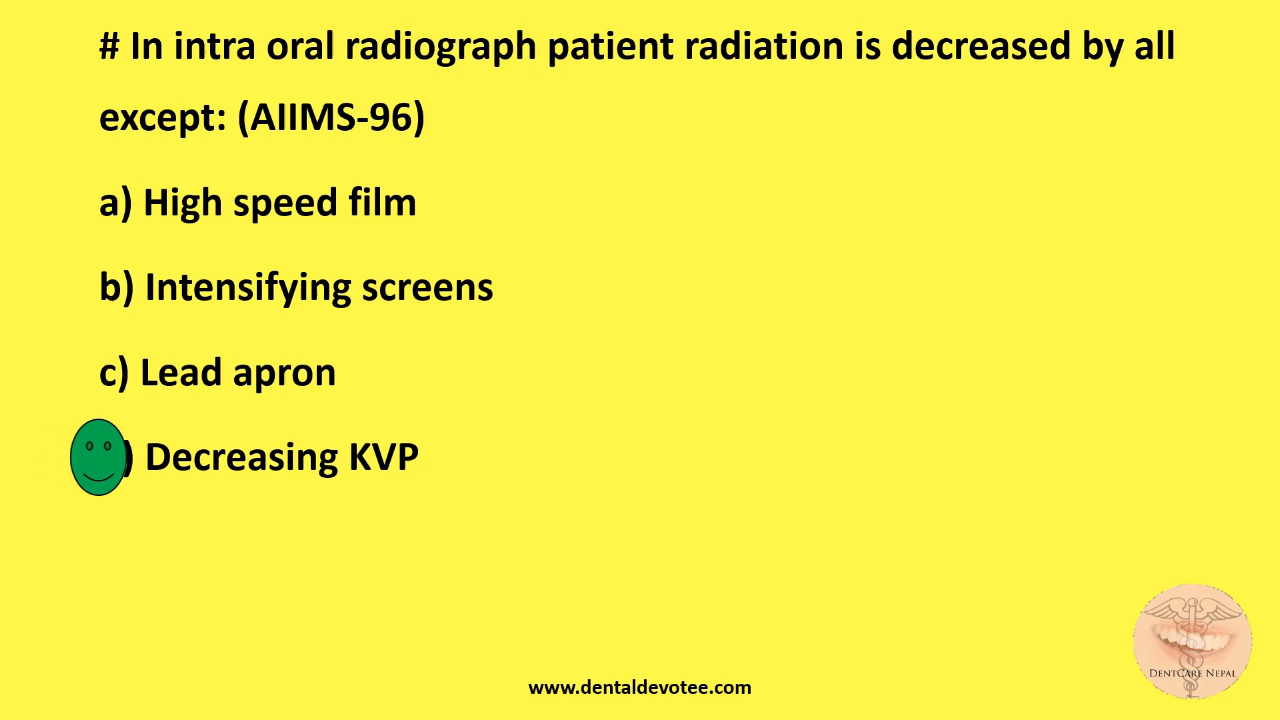 # In intra oral radiograph patient radiation is decreased by all
except: (AIIMS-96)
a) High speed film
b) Intensifying screens
c) Lead apron
) Decreasing KVP
DENTCARE NEPAL
www.dentaldevotee.com